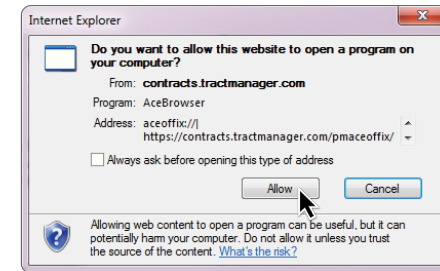 Internet Explorer
Do you want to allow this website to open a program on
your computer?
From: contracts.tractmanager.com
Program: AceBrowser
Address: aceoffix://|
https://contracts.tractmanager.com/pmaceoffix/
Always ask before opening this type of address
Allow
Cancel
Allowing web content to open a program can be useful, but it can
potentially harm your computer. Do not allow it unless you trust
the source of the content. What's the risk?